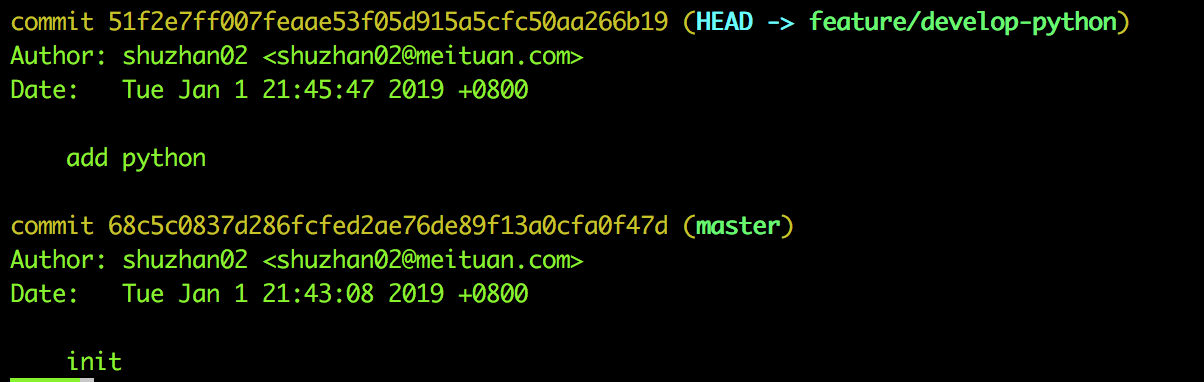 commit 51f2e7ff007feaae53f05d915a5cfc50aa266b19 (HEAD -> feature/develop-python)
Author: shuzhan02 <shuzhan02@meituan.com>
Date:   Tue Jan 1 21:45:47 2019 +0800
add python
commit 68c5c0837d286fcfed2ae76de89f13a0cfa0f47d (master)
Author: shuzhan02 <shuzhan02@meituan.com>
Date:   Tue Jan 1 21:43:08 2019 +0800
init